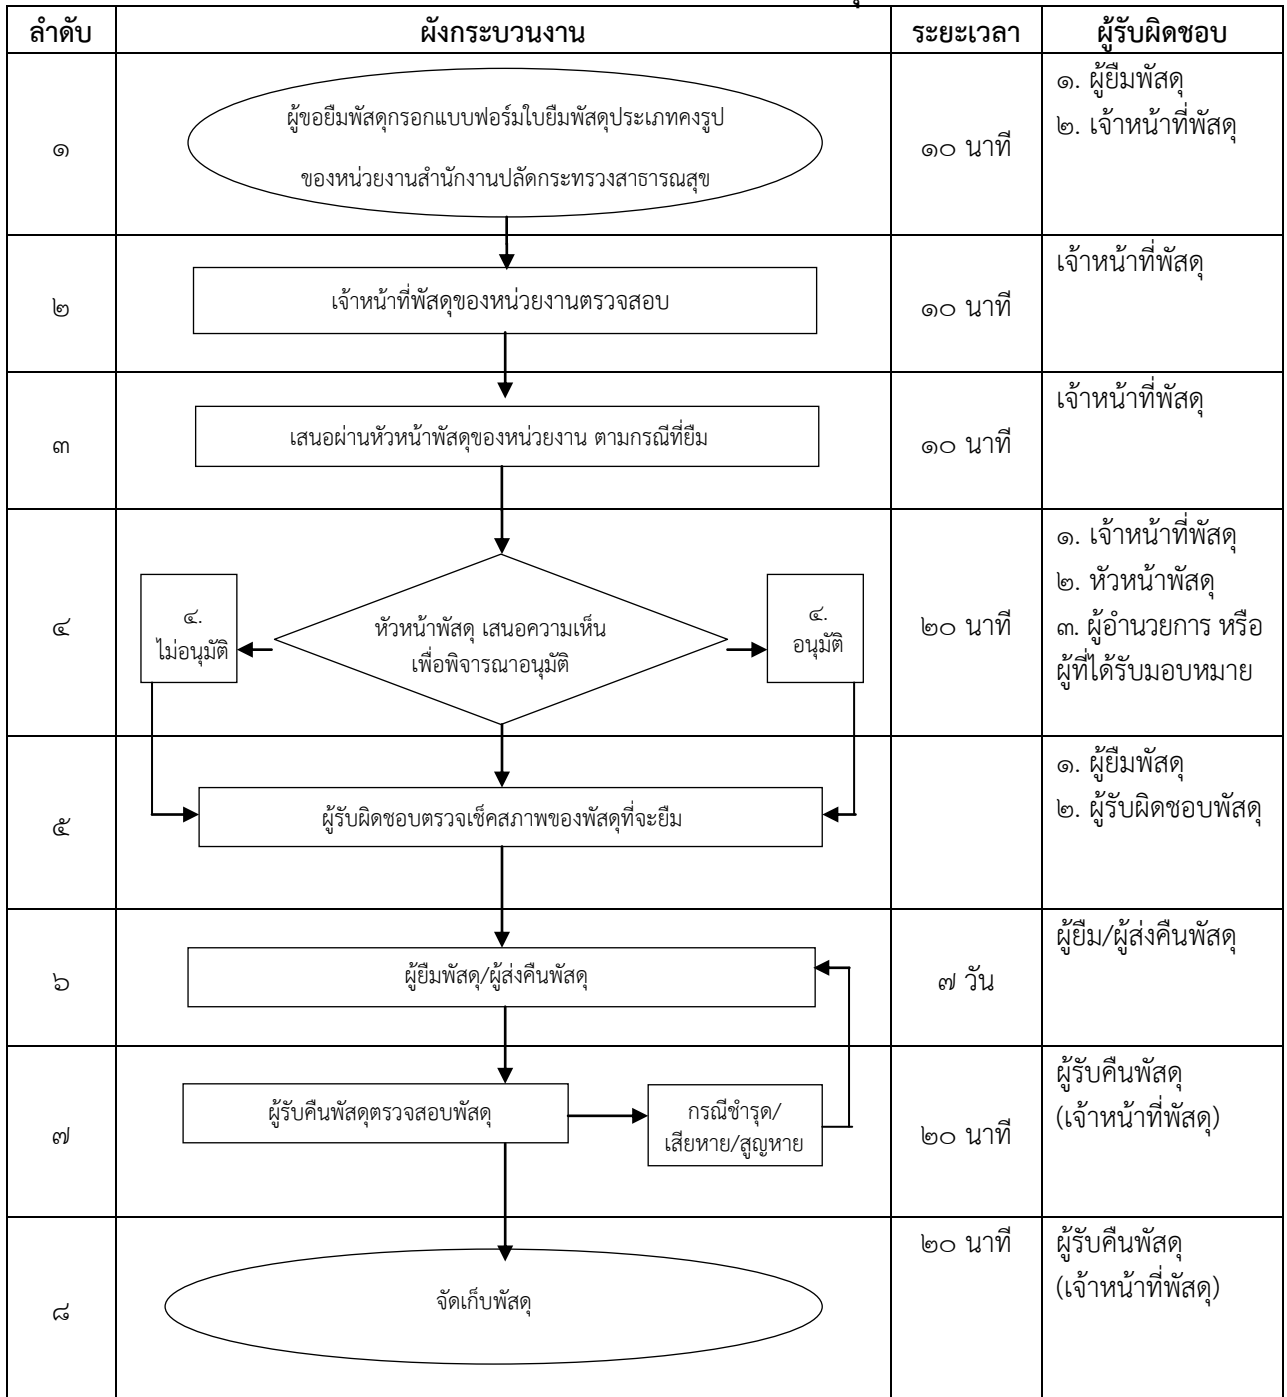 ลำดับ ผังกระบวนงาน ระยะเวลา ผู้รับผิดชอบ
๑
ผู้ขอยืมพัสดุกรอกแบบฟอร์มใบยืมพัสดุประเภทคงรูป
ของหน่วยงานสำนักงานปลัดกระทรวงสาธารณสุข
๑๐ นาที
๑. ผู้ยืมพัสดุ
๒. เจ้าหน้าที่พัสดุ
๒
เจ้าหน้าที่พัสดุของหน่วยงานตรวจสอบ
๑๐ นาที
เจ้าหน้าที่พัสดุ
๓
เสนอผ่านหัวหน้าพัสดุของหน่วยงาน ตามกรณีที่ยืม
๑๐ นาที
เจ้าหน้าที่พัสดุ
๔
๔.
ไม่อนุมัติ
หัวหน้าพัสดุ เสนอความเห็น
เพื่อพิจารณาอนุมัติ
๔.
อนุมัติ
๒๐ นาที
๑. เจ้าหน้าที่พัสดุ
๒. หัวหน้าพัสดุ
๓. ผู้อำนวยการ หรือ
ผู้ที่ได้รับมอบหมาย
๕
ผู้รับผิดชอบตรวจเช็คสภาพของพัสดุที่จะยืม
๑. ผู้ยืมพัสดุ
๒. ผู้รับผิดชอบพัสดุ
๖
ผู้ยืมพัสดุ/ผู้ส่งคืนพัสดุ
๗ วัน
ผู้ยืม/ผู้ส่งคืนพัสดุ
๗
ผู้รับคืนพัสดุตรวจสอบพัสดุ
กรณีชำรุด/
เสียหาย/สูญหาย
๒๐ นาที
ผู้รับคืนพัสดุ
(เจ้าหน้าที่พัสดุ)
๘
จัดเก็บพัสดุ
๒๐ นาที
ผู้รับคืนพัสดุ
(เจ้าหน้าที่พัสดุ)